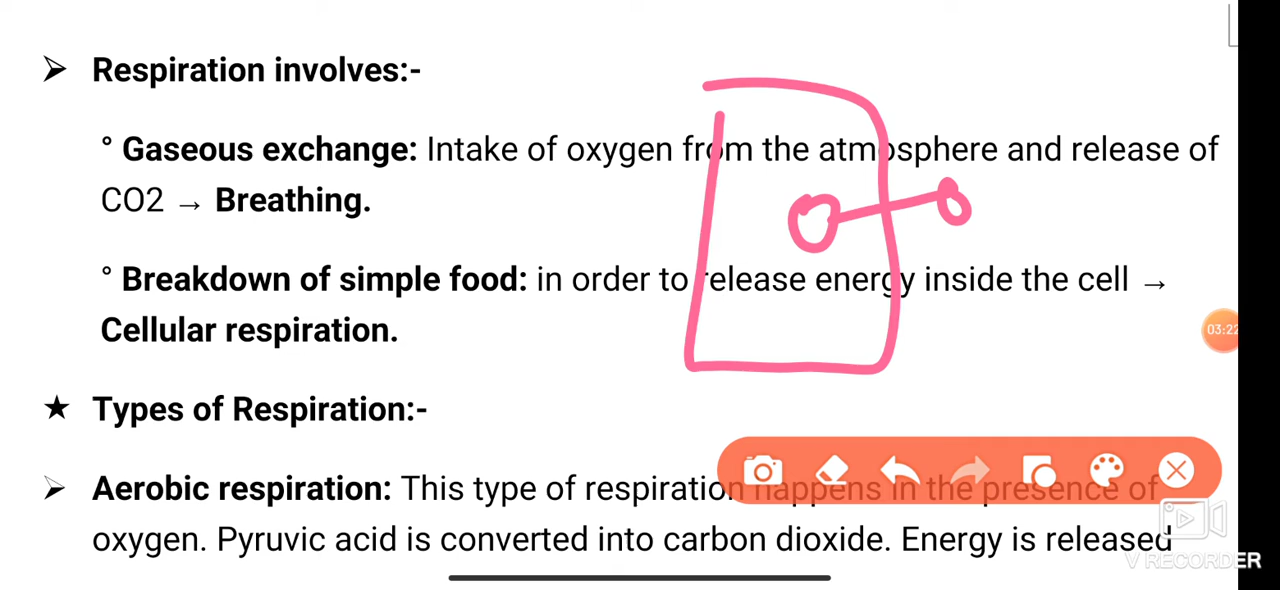 ➢ Respiration involves:-
° Gaseous exchange: Intake of oxygen from the atmosphere and release of
CO2 → Breathing.
° Breakdown of simple food: in order to release energy inside the cell →
Cellular respiration.
03:22
★ Types of Respiration:-
➢ Aerobic respiration: This type of respiration happens in the presence of
oxygen. Pyruvic acid is converted into carbon dioxide. Energy is released
V RECORDER